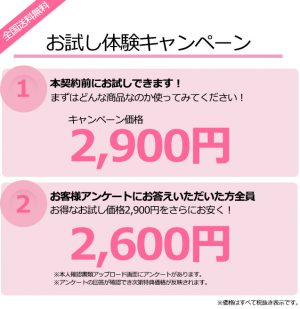 全国送料無料
お試し体験キャンペーン
1
本契約前にお試しできます！
まずはどんな商品なのか使ってみてください！
キャンペーン価格
2,900円
2
お客様アンケートにお答えいただいた方全員
お得なお試し価格2,900円をさらにお安く！
2,600円
※本人確認書類アップロード画面にアンケートがあります。
※アンケートの回答が確認でき次第特典価格が反映されます。
※価格はすべて税抜き表示です。